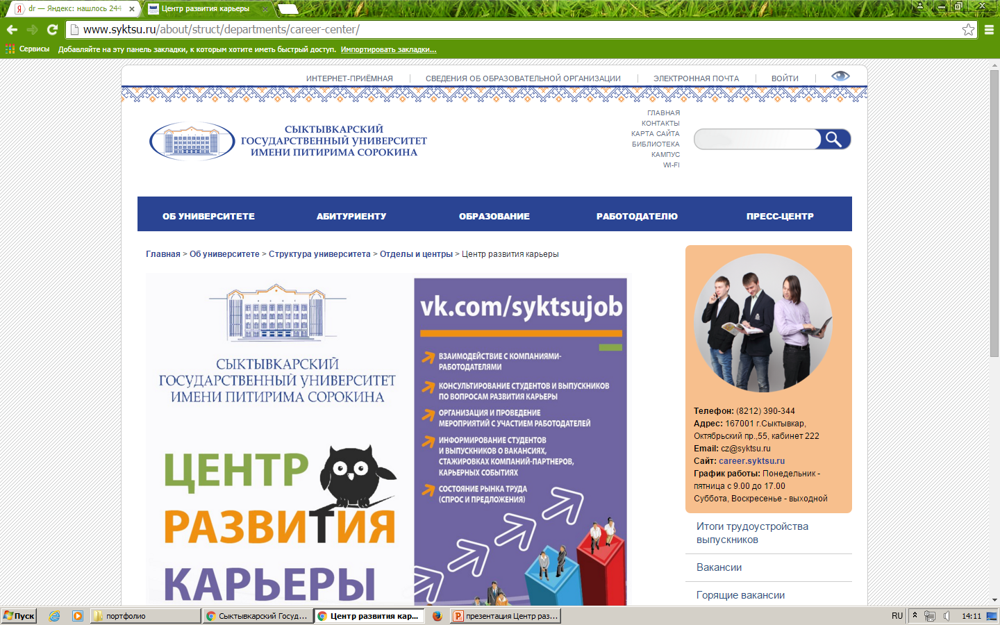 dr — Яндекс: нашлось 244
Центр развития карьеры
www.syktsu.ru/about/struct/departments/career-center/
Сервисы
Добавляйте на эту панель закладки, к которым хотите иметь быстрый доступ. Импортировать закладки...
ИНТЕРНЕТ-ПРИЁМНАЯ
СВЕДЕНИЯ ОБ ОБРАЗОВАТЕЛЬНОЙ ОРГАНИЗАЦИИ
ЭЛЕКТРОННАЯ ПОЧТА
ВОЙТИ
СЫКТЫВКАРСКИЙ
ГОСУДАРСТВЕННЫЙ УНИВЕРСИТЕТ
ИМЕНИ ПИТИРИМА СОРОКИНА
ГЛАВНАЯ
КОНТАКТЫ
КАРТА САЙТА
БИБЛИОТЕКА
КАМПУС
WI-FI
ОБ УНИВЕРСИТЕТЕ
АБИТУРИЕНТУ
ОБРАЗОВАНИЕ
РАБОТОДАТЕЛЮ
ПРЕСС-ЦЕНТР
Главная > Об университете > Структура университета > Отделы и центры > Центр развития карьеры
СЫКТЫВКАРСКИЙ
ГОСУДАРСТВЕННЫЙ УНИВЕРСИТЕТ
ИМЕНИ ПИТИРИМА СОРОКИНА
ЦЕНТР
РАЗВИТИЯ
КАРЬЕРЫ
vk.com/syktsujob
ВЗАИМОДЕЙСТВИЕ С КОМПАНИЯМИ-
РАБОТОДАТЕЛЯМИ
КОНСУЛЬТИРОВАНИЕ СТУДЕНТОВ И ВЫПУСКНИКОВ
ПО ВОПРОСАМ РАЗВИТИЯ КАРЬЕРЫ
ОРГАНИЗАЦИЯ И ПРОВЕДЕНИЕ
МЕРОПРИЯТИЙ С УЧАСТИЕМ РАБОТОДАТЕЛЕЙ
ИНФОРМИРОВАНИЕ СТУДЕНТОВ
И ВЫПУСКНИКОВ О ВАКАНСИЯХ,
СТАЖИРОВКАХ КОМПАНИЙ-ПАРТНЕРОВ,
КАРЬЕРНЫХ СОБЫТИЯХ
СОСТОЯНИЕ РЫНКА ТРУДА
(СПРОС И ПРЕДЛОЖЕНИЯ)
Телефон: (8212) 390-344
Адрес: 167001 г.Сыктывкар,
Октябрьский пр.,55, кабинет 222
Email: cz@syktsu.ru
Сайт: career.syktsu.ru
График работы: Понедельник -
пятница с 9.00 до 17.00
Суббота, Воскресенье - выходной
Итоги трудоустройства
выпускников
Вакансии
Горящие вакансии
Пуск
портфолио
Сыктывкарский Госуд...
Центр развития кар...
презентация Центр раз...
RU
14:11